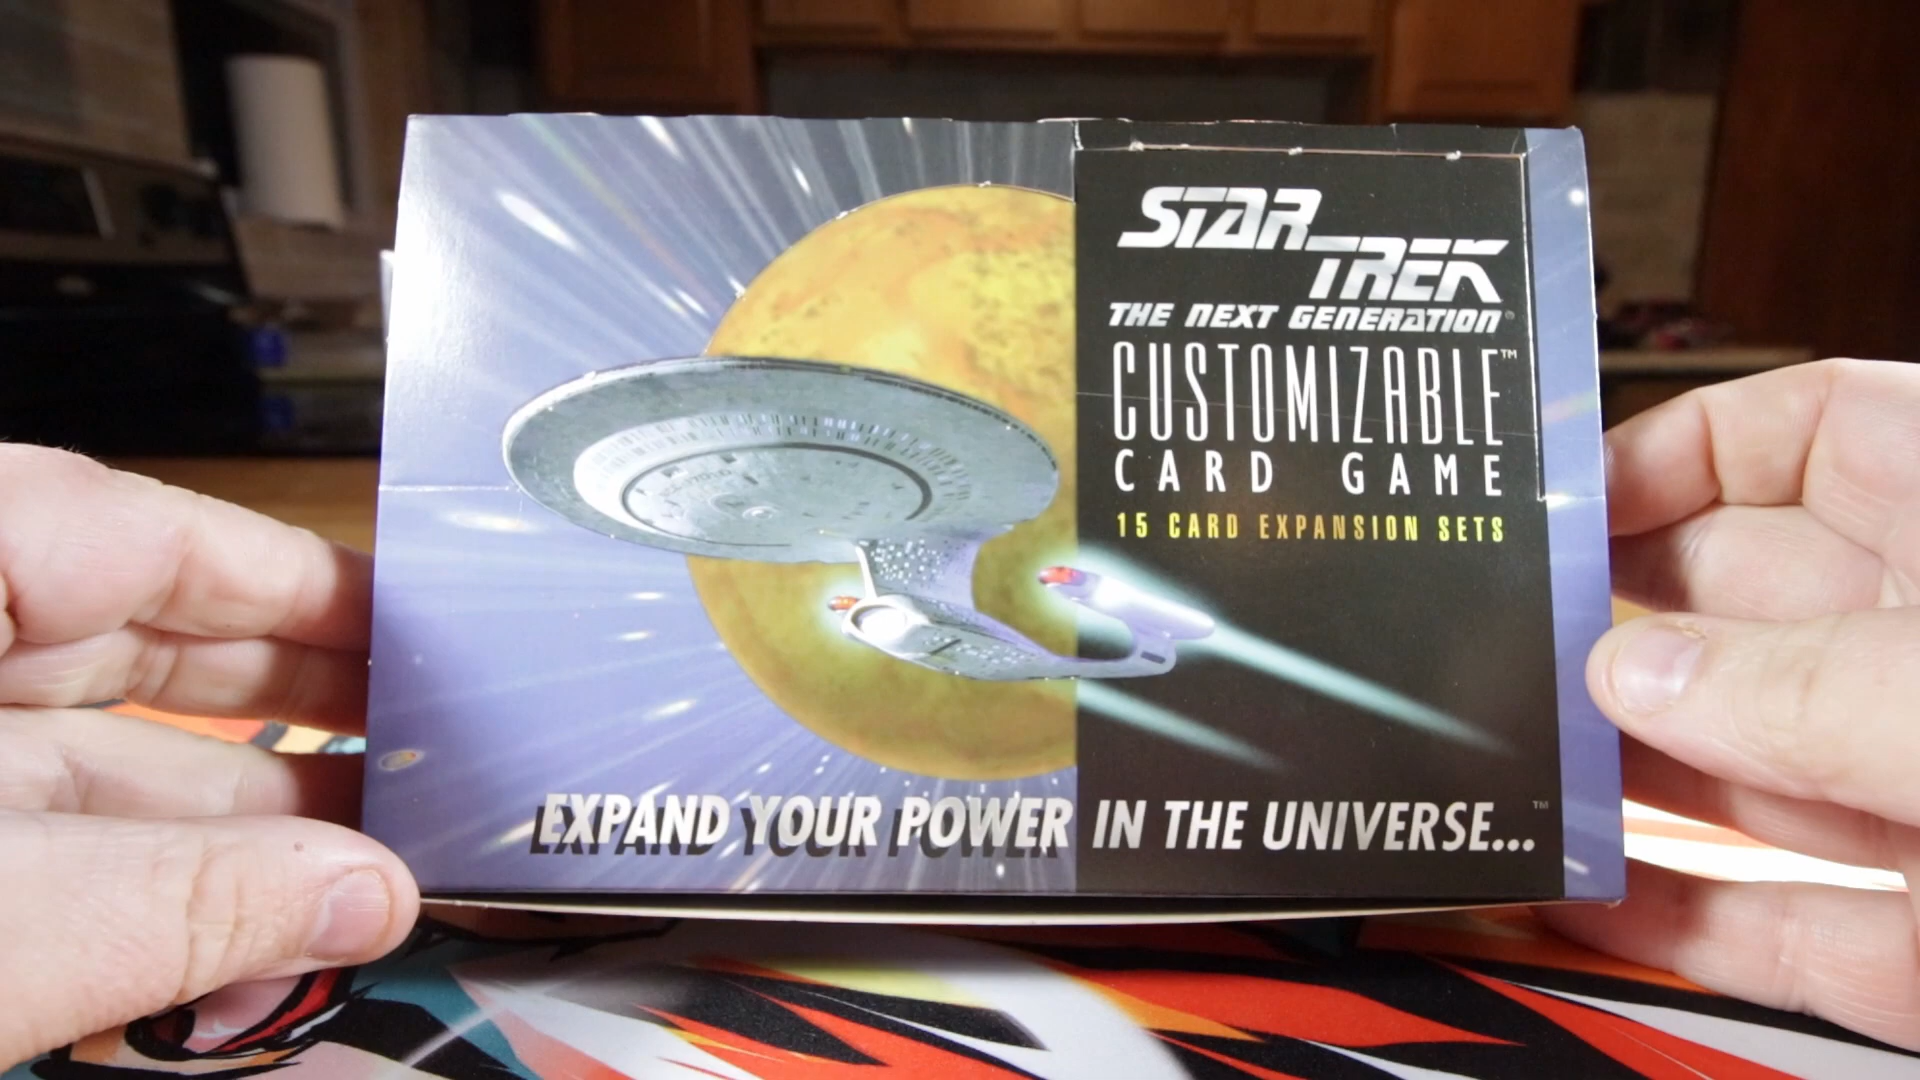 STAR TREK
THE NEXT GENERATION®
CUSTOMIZABLE™
CARD GAME
15 CARD EXPANSION SETS
EXPAND YOUR POWER IN THE UNIVERSE...™